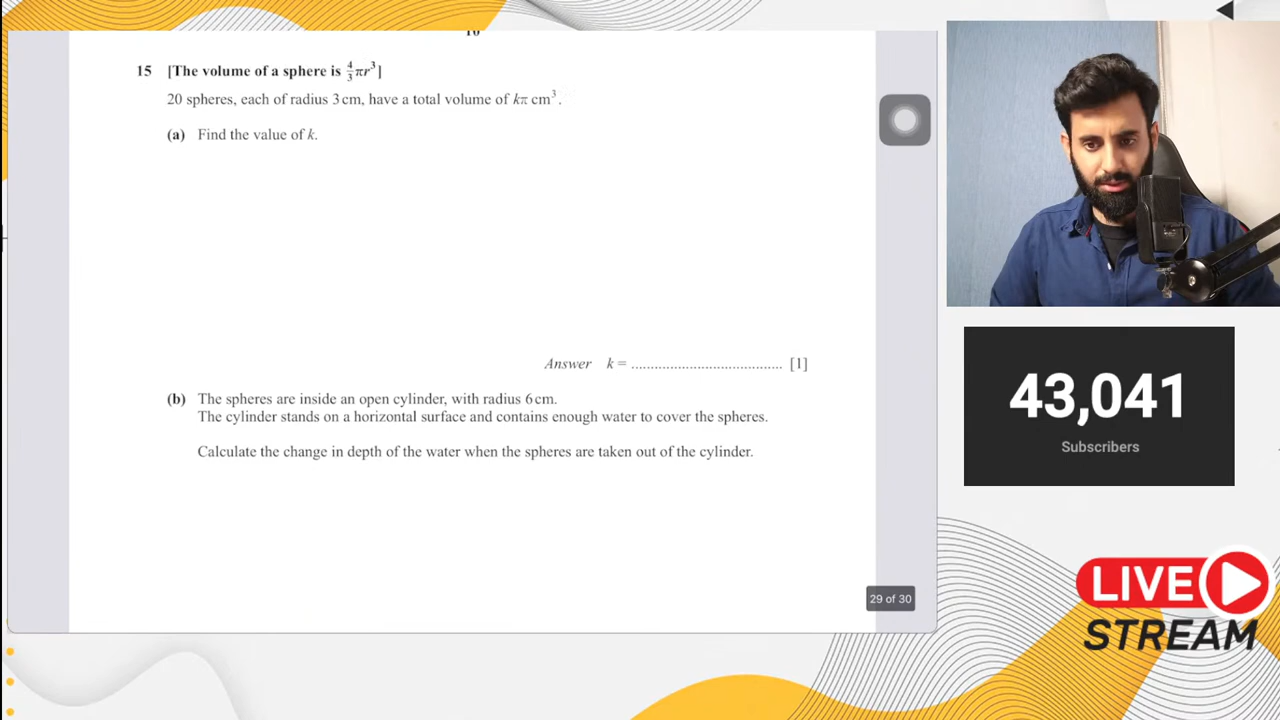 15 [The volume of a sphere is 4/3 πr³]
20 spheres, each of radius 3 cm, have a total volume of kπ cm³.
(a) Find the value of k.
Answer k = ...................................... [1]
(b) The spheres are inside an open cylinder, with radius 6 cm.
The cylinder stands on a horizontal surface and contains enough water to cover the spheres.
Calculate the change in depth of the water when the spheres are taken out of the cylinder.
29 of 30
43,041
Subscribers
LIVE
STREAM